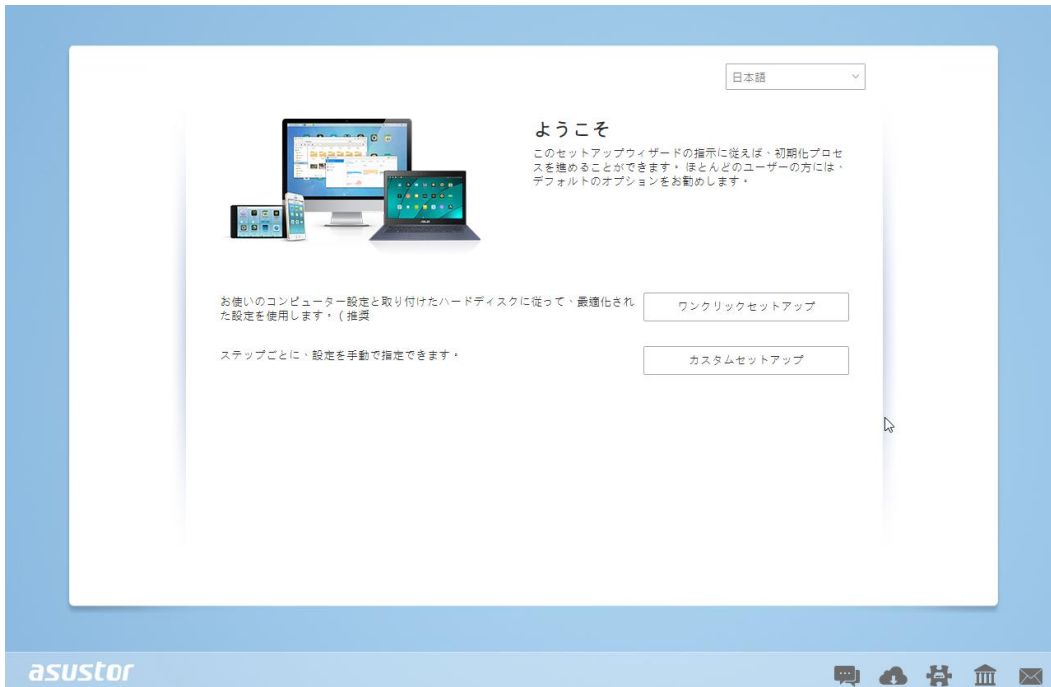 日本語
ようこそ
このセットアップウィザードの指示に従えば、初期化プロセ
スを進めることができます。ほとんどのユーザーの方には、
デフォルトのオプションをお勧めします。
お使いのコンピューター設定と取り付けたハードディスクに従って、最適化され
た設定を使用します。(推奨
ワンクリックセットアップ
ステップごとに、設定を手動で指定できます。
カスタムセットアップ
asustor